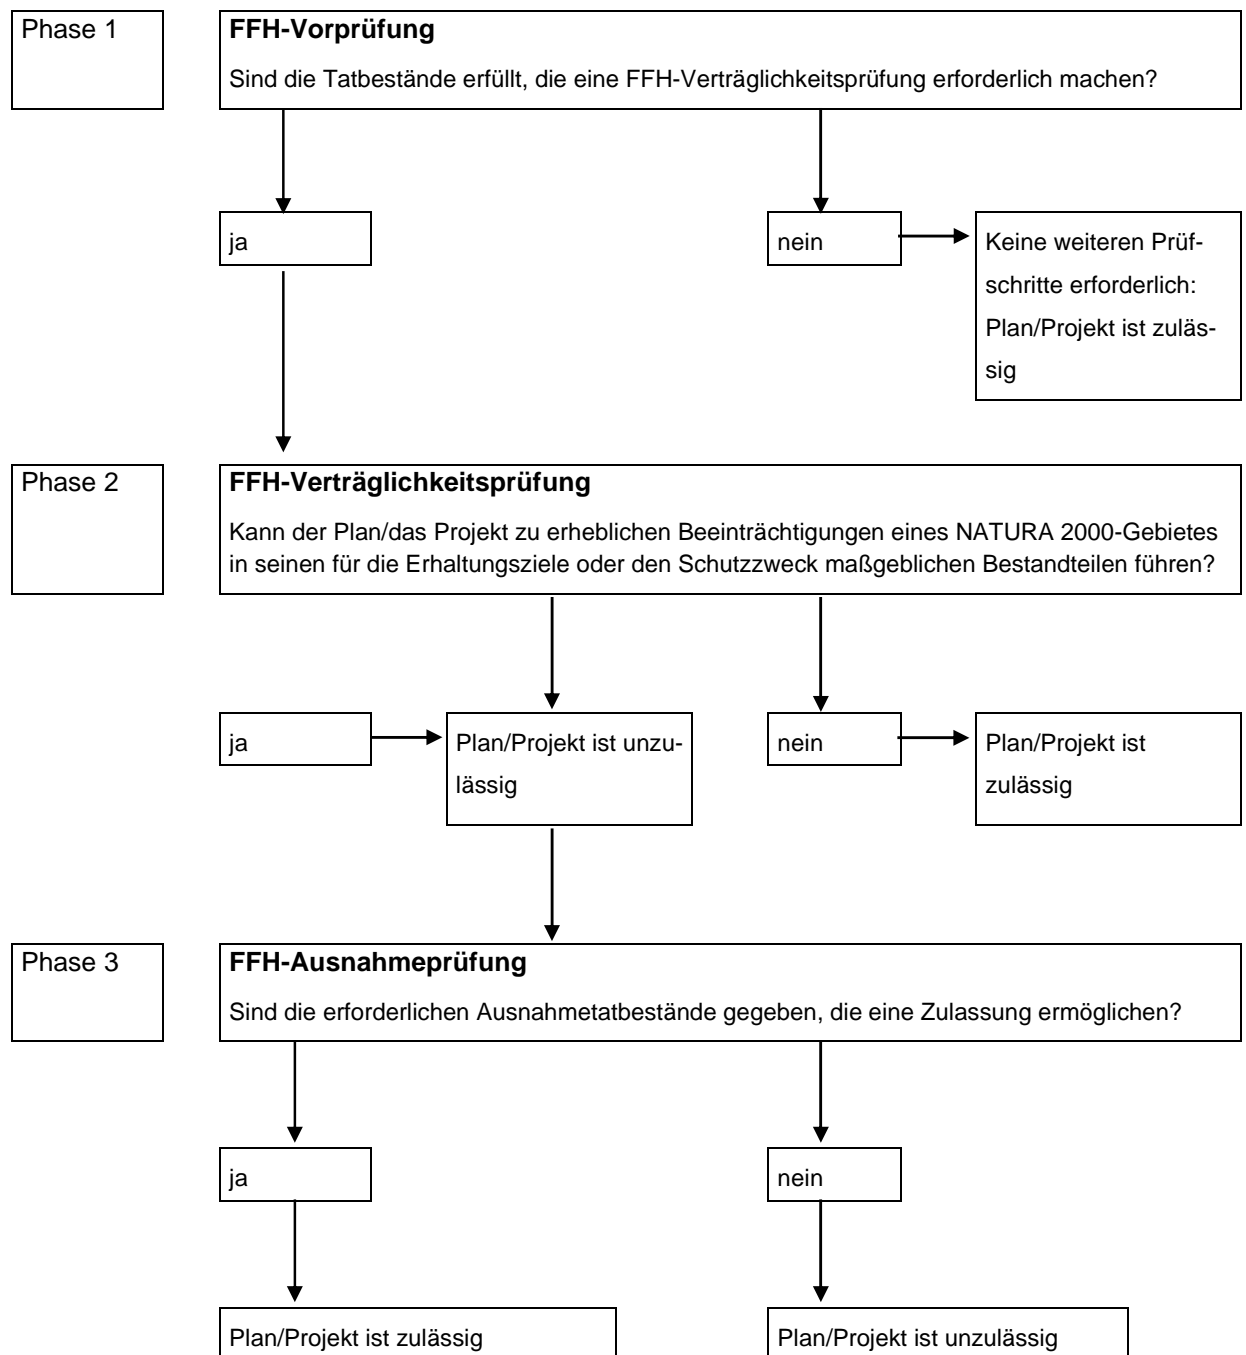 Phase 1
FFH-Vorprüfung
Sind die Tatbestände erfüllt, die eine FFH-Verträglichkeitsprüfung erforderlich machen?
ja
nein
Keine weiteren Prüf-
schritte erforderlich:
Plan/Projekt ist zuläs-
sig
Phase 2
FFH-Verträglichkeitsprüfung
Kann der Plan/das Projekt zu erheblichen Beeinträchtigungen eines NATURA 2000-Gebietes
in seinen für die Erhaltungsziele oder den Schutzzweck maßgeblichen Bestandteilen führen?
ja
Plan/Projekt ist unzu-
lässig
nein
Plan/Projekt ist
zulässig
Phase 3
FFH-Ausnahmeprüfung
Sind die erforderlichen Ausnahmetatbestände gegeben, die eine Zulassung ermöglichen?
ja
nein
Plan/Projekt ist zulässig
Plan/Projekt ist unzulässig